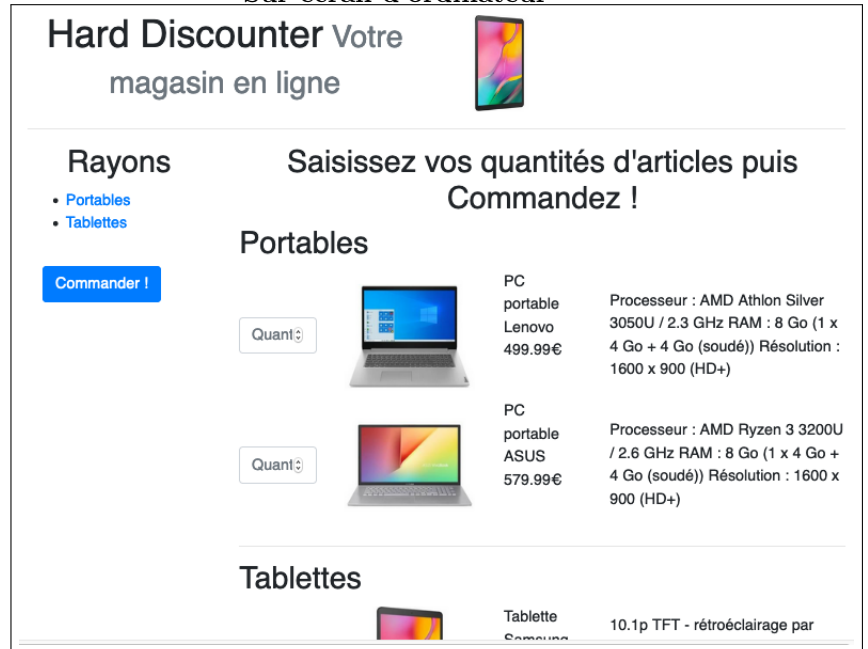 Sur écran d'ordinateur
Hard Discounter Votre
magasin en ligne
Rayons
• Portables
• Tablettes
Commander !
Saisissez vos quantités d'articles puis
Commandez !
Portables
Quant
PC
portable
Lenovo
499.99€
Processeur : AMD Athlon Silver
3050U / 2.3 GHz RAM : 8 Go (1 x
4 Go + 4 Go (soudé)) Résolution :
1600 x 900 (HD+)
Quant
PC
portable
ASUS
579.99€
Processeur : AMD Ryzen 3 3200U
/ 2.6 GHz RAM : 8 Go (1 x 4 Go +
4 Go (soudé)) Résolution : 1600 x
900 (HD+)
Tablettes
Tablette
Samsung
10.1p TFT - rétroéclairage par